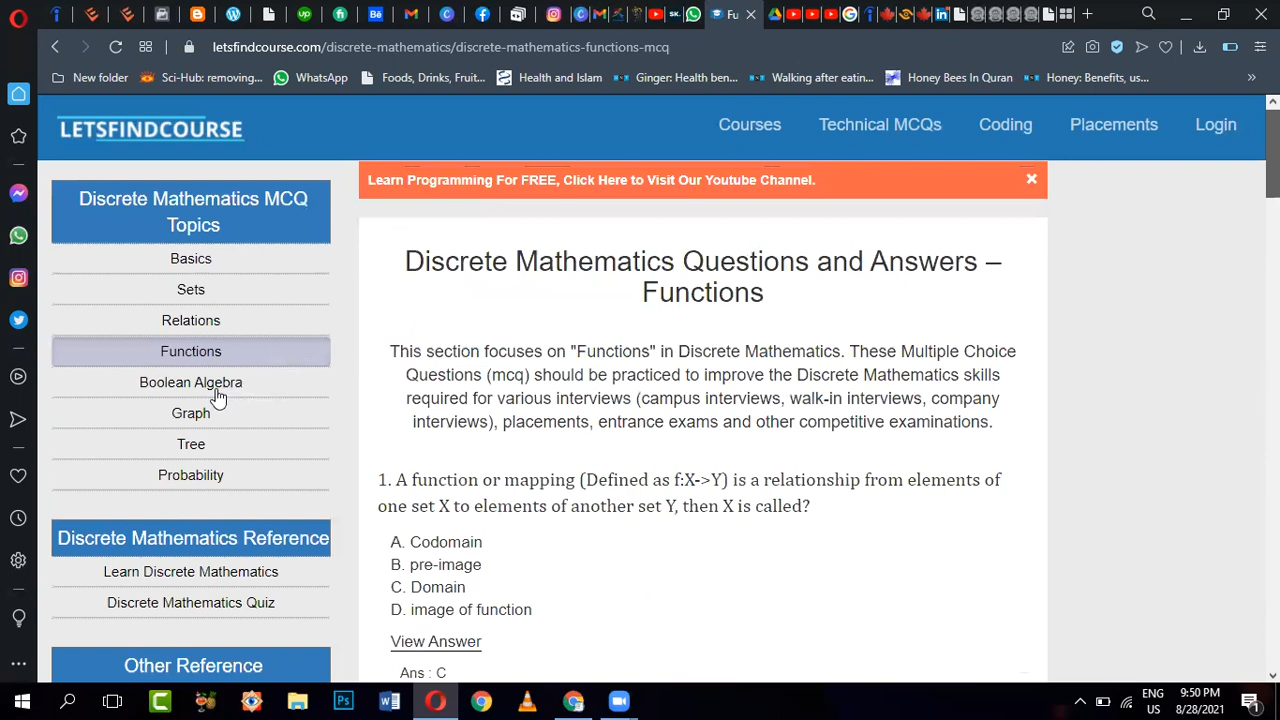 Fu
letsfindcourse.com/discrete-mathematics/discrete-mathematics-functions-mcq
New folder
Sci-Hub: removing...
WhatsApp
Foods, Drinks, Fruit...
Health and Islam
Ginger: Health ben...
Walking after eatin...
Honey Bees In Quran
Honey: Benefits, us...
LETSFINDCOURSE
Courses
Technical MCQs
Coding
Placements
Login
Learn Programming For FREE, Click Here to Visit Our Youtube Channel.
Discrete Mathematics MCQ
Topics
Basics
Sets
Relations
Functions
Boolean Algebra
Graph
Tree
Probability
Discrete Mathematics Reference
Learn Discrete Mathematics
Discrete Mathematics Quiz
Other Reference
Discrete Mathematics Questions and Answers –
Functions
This section focuses on "Functions" in Discrete Mathematics. These Multiple Choice
Questions (mcq) should be practiced to improve the Discrete Mathematics skills
required for various interviews (campus interviews, walk-in interviews, company
interviews), placements, entrance exams and other competitive examinations.
1. A function or mapping (Defined as f:X->Y) is a relationship from elements of
one set X to elements of another set Y, then X is called?
A. Codomain
B. pre-image
C. Domain
D. image of function
View Answer
Ans : C
ENG
US
9:50 PM
8/28/2021